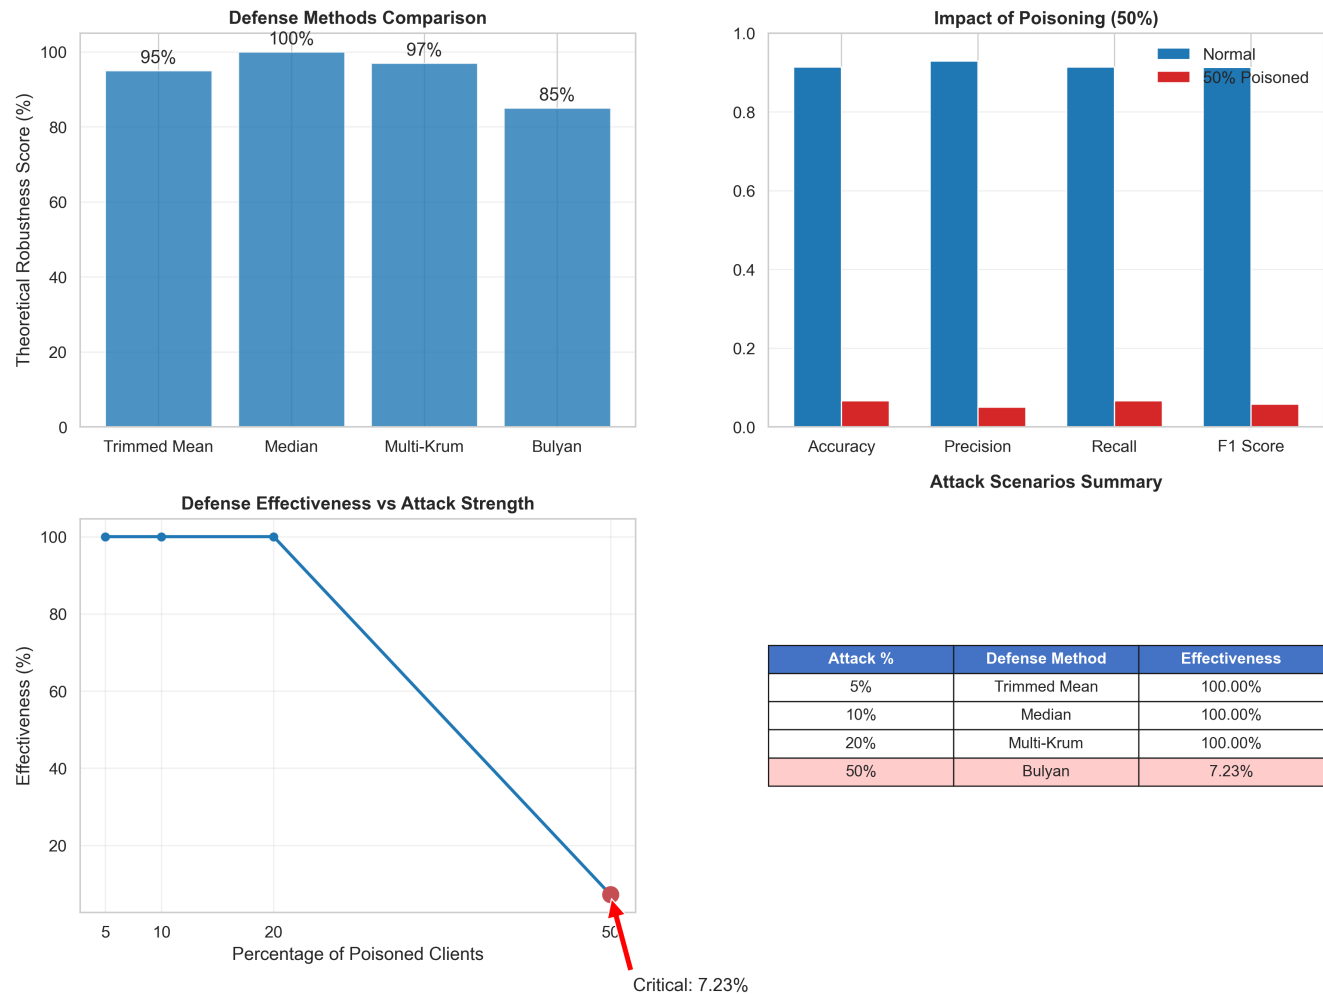 Defense Methods Comparison
Theoretical Robustness Score (%)
100
80
60
40
20
0
95%
100%
97%
85%
Trimmed Mean
Median
Multi-Krum
Bulyan
Impact of Poisoning (50%)
1.0
0.8
0.6
0.4
0.2
0.0
Normal
50% Poisoned
Accuracy
Precision
Recall
F1 Score
Defense Effectiveness vs Attack Strength
Effectiveness (%)
100
80
60
40
20
5
10
20
50
Percentage of Poisoned Clients
Critical: 7.23%
Attack Scenarios Summary
Attack % Defense Method Effectiveness
5% Trimmed Mean 100.00%
10% Median 100.00%
20% Multi-Krum 100.00%
50% Bulyan 7.23%